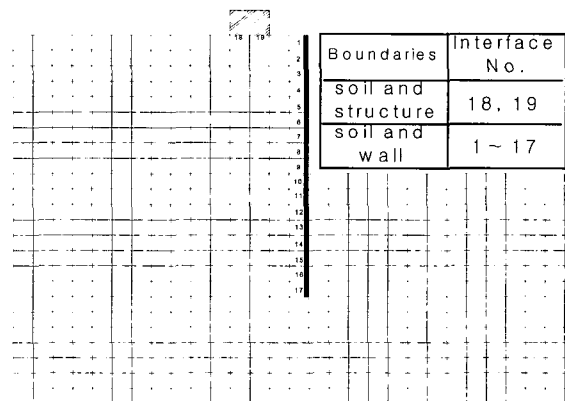 18 19
1
2
3
4
5
6
7
8
9
10
11
12
13
14
15
16
17
Boundaries
Interface
No.
soil and
structure
18, 19
soil and
wall
1 ~ 17